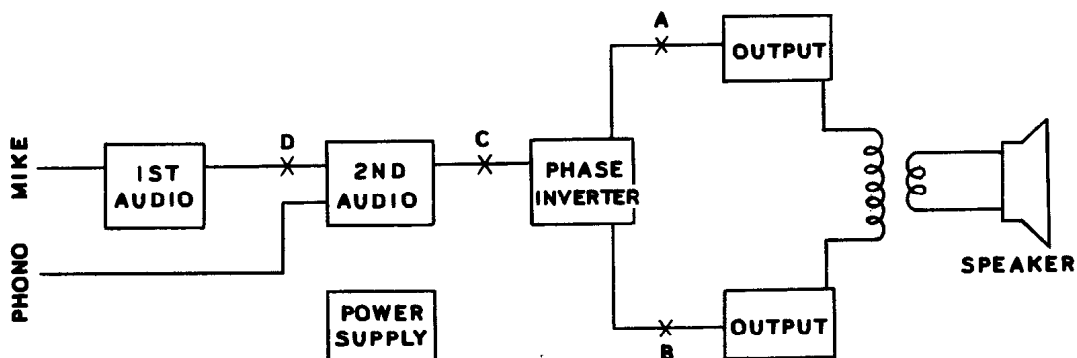 MIKE
1ST
AUDIO
D
2ND
AUDIO
C
PHASE
INVERTER
A
OUTPUT
PHONO
POWER
SUPPLY
B
OUTPUT
SPEAKER